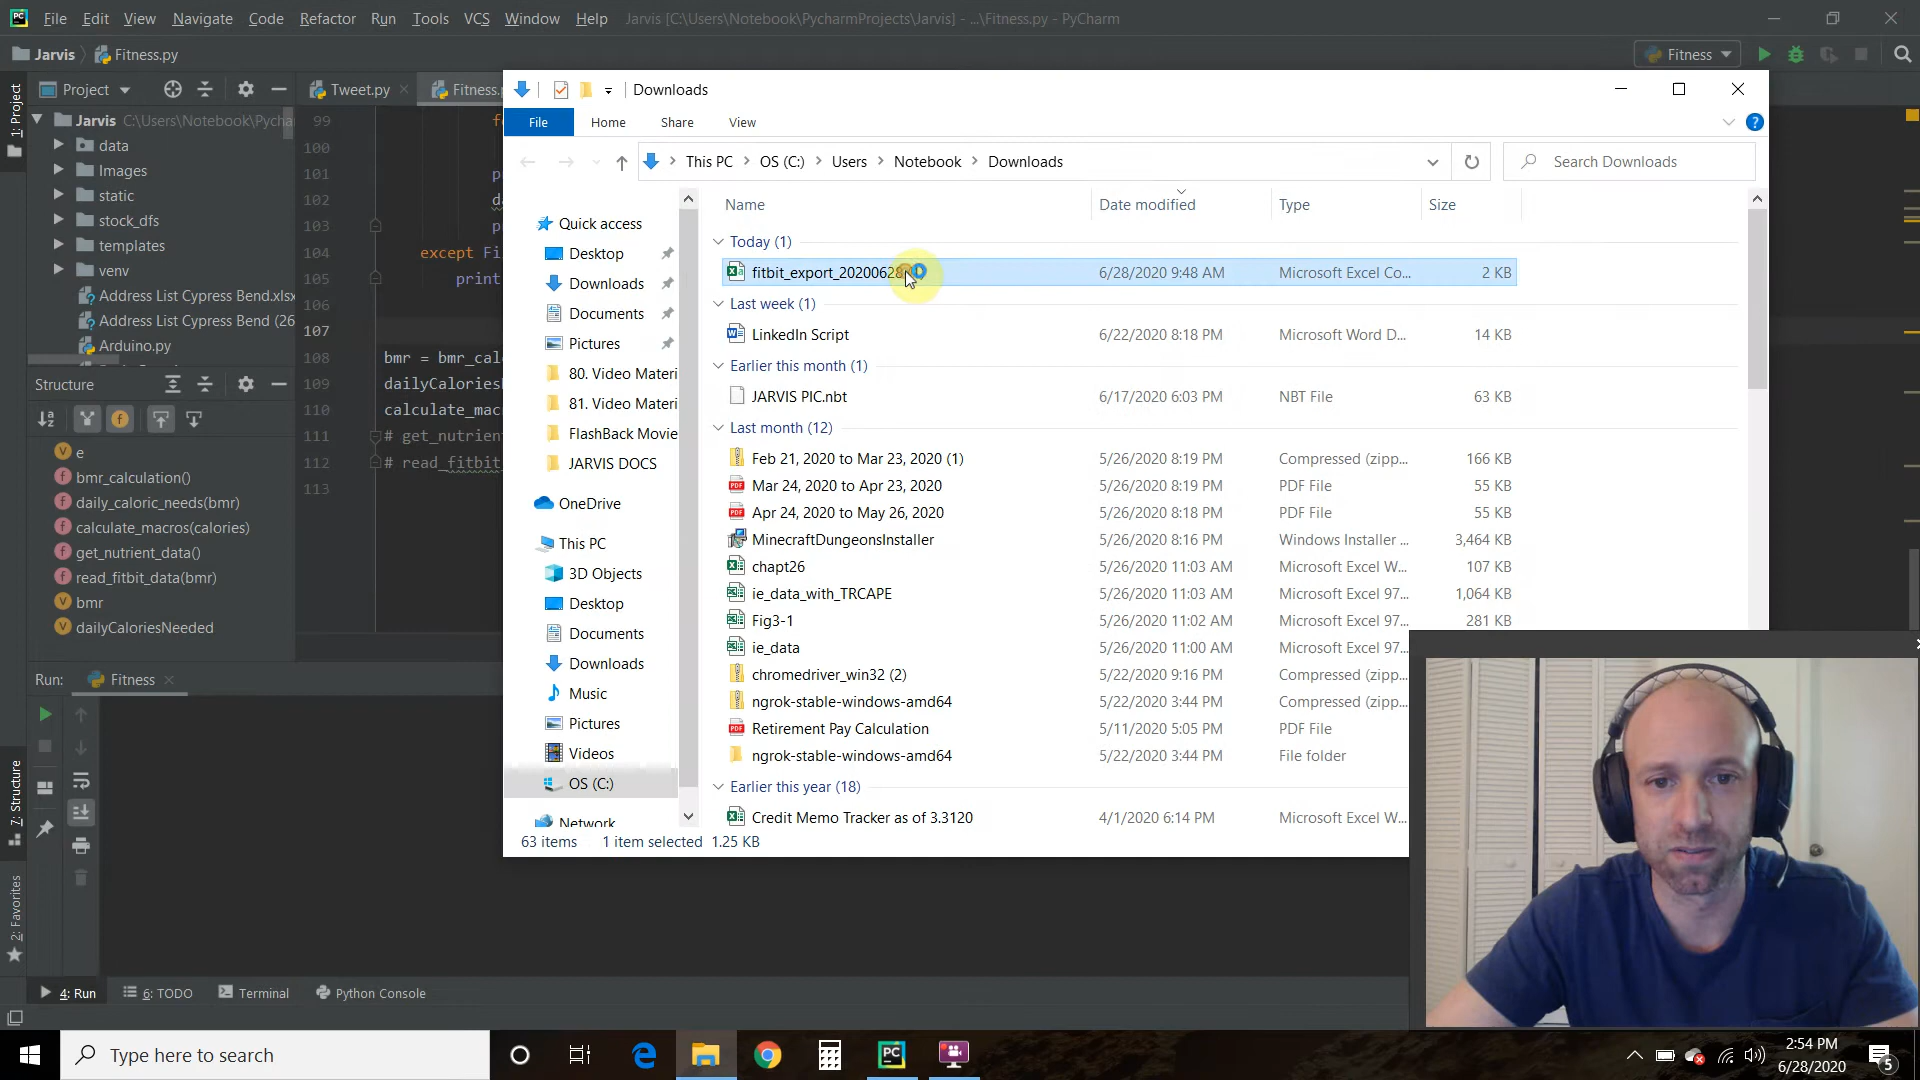 File Edit View Navigate Code Refactor Run Tools VCS Window Help Jarvis [C:\Users\Notebook\PycharmProjects\Jarvis] - ...\Fitness.py - PyCharm
Jarvis Fitness.py
Fitness
1: Project
Project
Tweet.py
Fitness.
Jarvis C:\Users\Notebook\Pycha
data
Images
static
stock_dfs
templates
venv
Address List Cypress Bend.xlsx
Address List Cypress Bend (26
Arduino.py
99
100
101
102
103
104 except Fi
105
106
107
108 bmr = bmr_cal
109 dailyCalories
110 calculate_mac
111 # get_nutrien
112 # read_fitbit
113
Structure
e
bmr_calculation()
daily_caloric_needs(bmr)
calculate_macros(calories)
get_nutrient_data()
read_fitbit_data(bmr)
bmr
dailyCaloriesNeeded
Run: Fitness
7: Structure
2: Favorites
4: Run 6: TODO Terminal Python Console
Downloads
File Home Share View
This PC OS (C:) Users Notebook Downloads
Search Downloads
Quick access
Desktop
Downloads
Documents
Pictures
80. Video Materi
81. Video Materi
FlashBack Movie
JARVIS DOCS
OneDrive
This PC
3D Objects
Desktop
Documents
Downloads
Music
Pictures
Videos
OS (C:)
Network
Name Date modified Type Size
Today (1)
fitbit_export_20200628 6/28/2020 9:48 AM Microsoft Excel Co... 2 KB
Last week (1)
LinkedIn Script 6/22/2020 8:18 PM Microsoft Word D... 14 KB
Earlier this month (1)
JARVIS PIC.nbt 6/17/2020 6:03 PM NBT File 63 KB
Last month (12)
Feb 21, 2020 to Mar 23, 2020 (1) 5/26/2020 8:19 PM Compressed (zipp... 166 KB
Mar 24, 2020 to Apr 23, 2020 5/26/2020 8:19 PM PDF File 55 KB
Apr 24, 2020 to May 26, 2020 5/26/2020 8:18 PM PDF File 55 KB
MinecraftDungeonsInstaller 5/26/2020 8:16 PM Windows Installer ... 3,464 KB
chapt26 5/26/2020 11:03 AM Microsoft Excel W... 107 KB
ie_data_with_TRCAPE 5/26/2020 11:03 AM Microsoft Excel 97... 1,064 KB
Fig3-1 5/26/2020 11:02 AM Microsoft Excel 97... 281 KB
ie_data 5/26/2020 11:00 AM Microsoft Excel 97...
chromedriver_win32 (2) 5/22/2020 9:16 PM Compressed (zipp...
ngrok-stable-windows-amd64 5/22/2020 3:44 PM Compressed (zipp...
Retirement Pay Calculation 5/11/2020 5:05 PM PDF File
ngrok-stable-windows-amd64 5/22/2020 3:44 PM File folder
Earlier this year (18)
Credit Memo Tracker as of 3.3120 4/1/2020 6:14 PM Microsoft Excel W...
63 items 1 item selected 1.25 KB
Type here to search
2:54 PM
6/28/2020
5